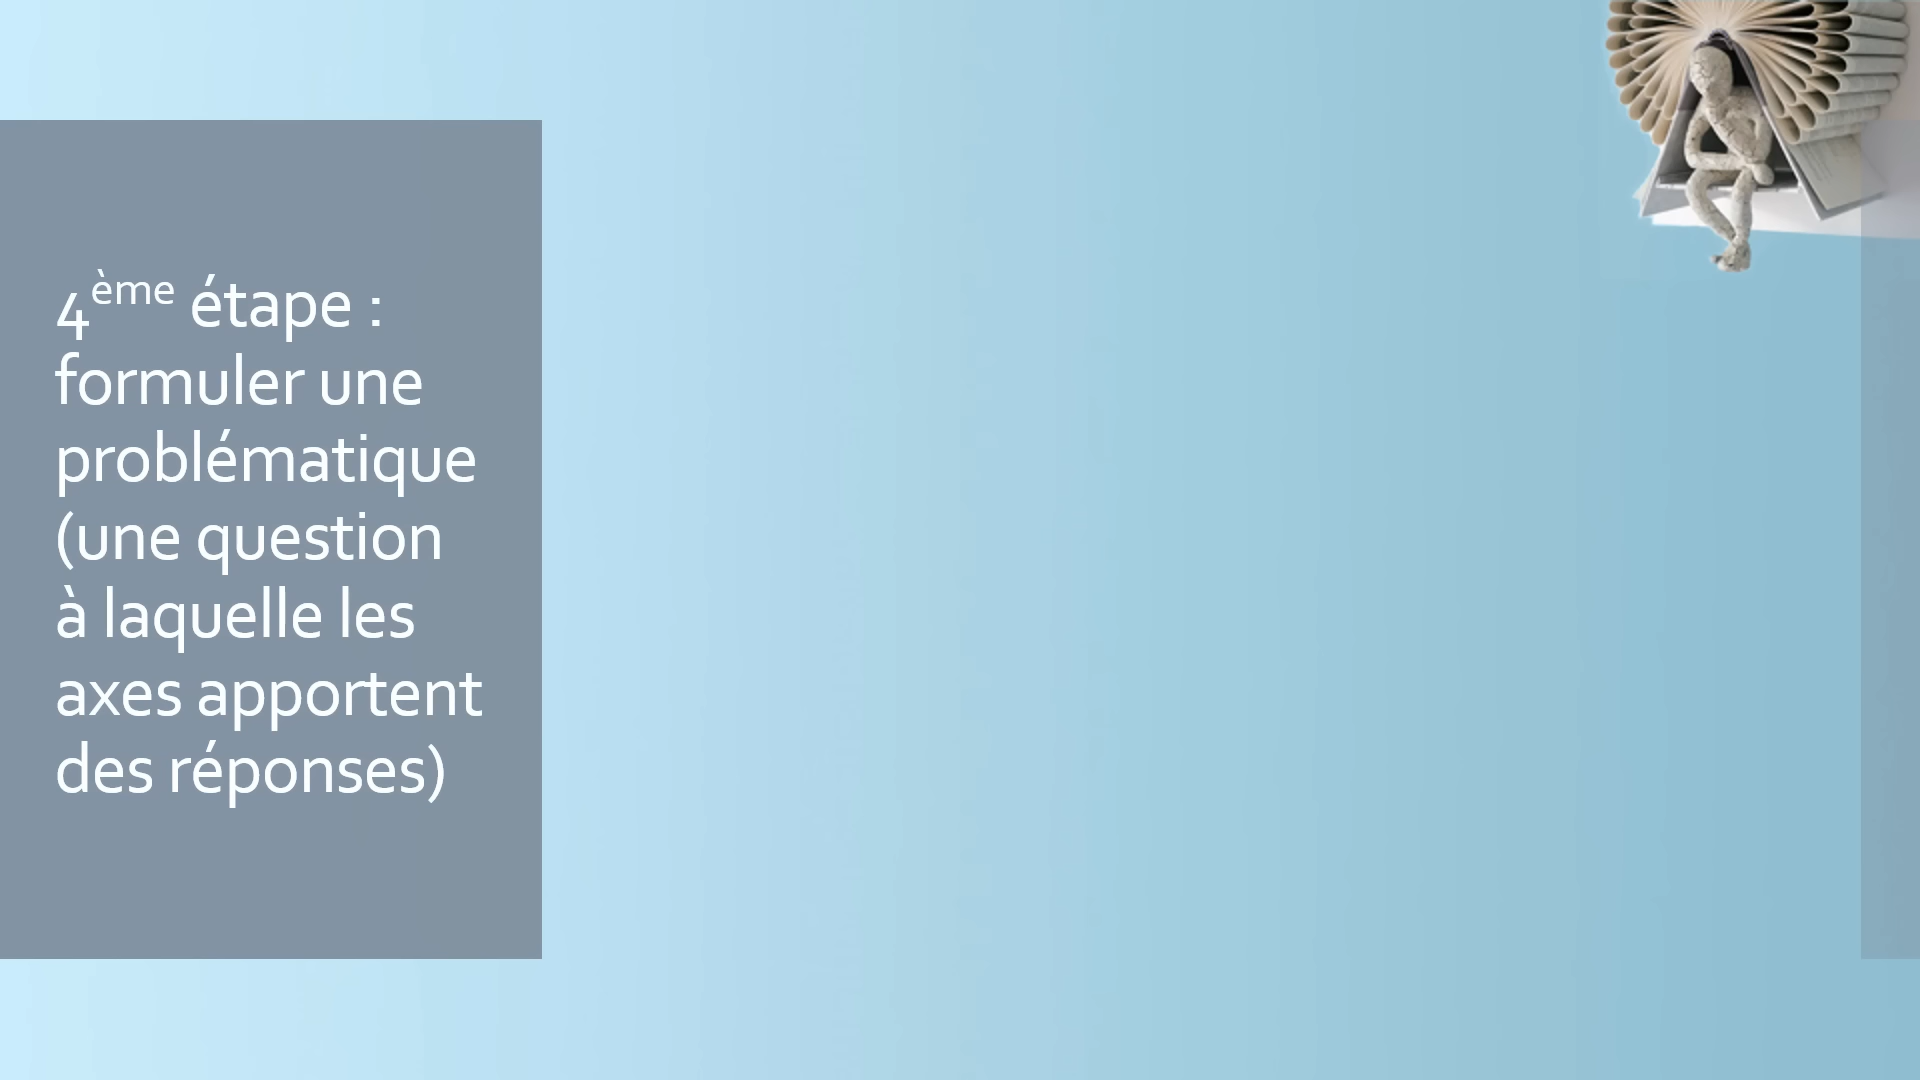 4ème étape :
formuler une
problématique
(une question
à laquelle les
axes apportent
des réponses)